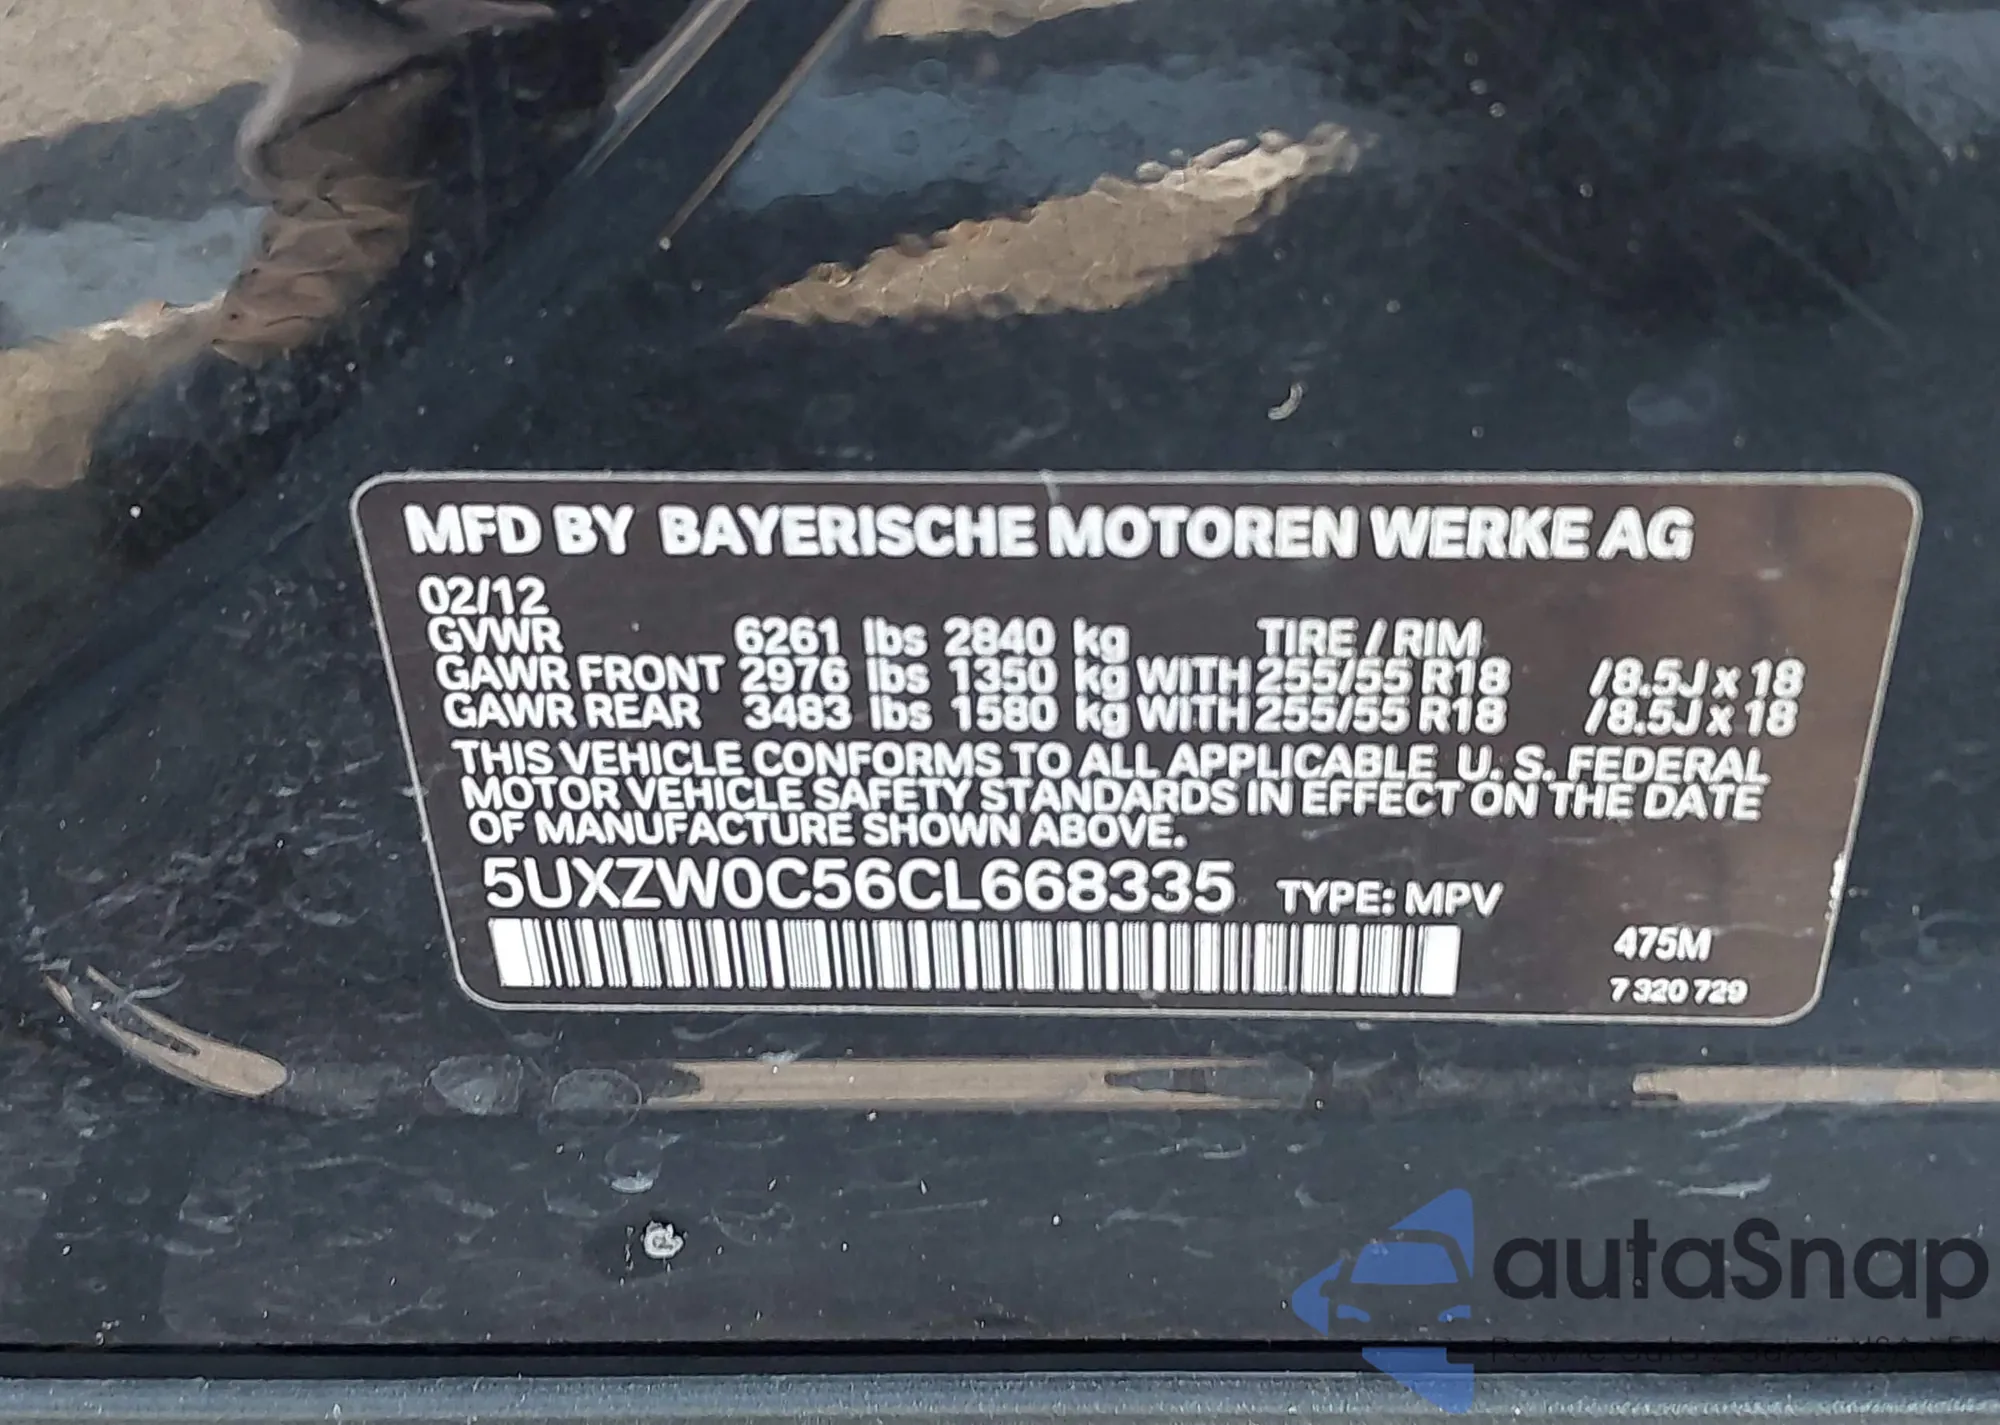 MFD BY BAYERISCHE MOTOREN WERKE AG
02/12
GVWR 6261 lbs 2840 kg TIRE / RIM
GAWR FRONT 2976 lbs 1350 kg WITH 255/55 R18 /8.5J x 18
GAWR REAR 3483 lbs 1580 kg WITH 255/55 R18 /8.5J x 18
THIS VEHICLE CONFORMS TO ALL APPLICABLE U. S. FEDERAL
MOTOR VEHICLE SAFETY STANDARDS IN EFFECT ON THE DATE
OF MANUFACTURE SHOWN ABOVE.
5UXZW0C56CL668335 TYPE: MPV
475M
7 320 729
autaSnap